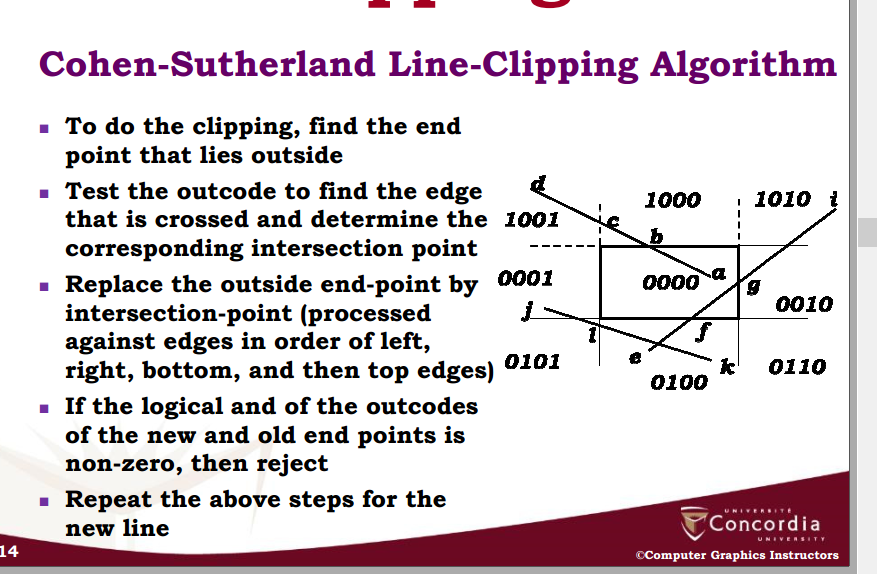 Cohen-Sutherland Line-Clipping Algorithm
▪ To do the clipping, find the end
point that lies outside
▪ Test the outcode to find the edge
that is crossed and determine the
corresponding intersection point
▪ Replace the outside end-point by
intersection-point (processed
against edges in order of left,
right, bottom, and then top edges)
▪ If the logical and of the outcodes
of the new and old end points is
non-zero, then reject
▪ Repeat the above steps for the
new line
d
1000
1010
i
1001
c
b
0001
0000
a
g
j
0010
l
f
0101
e
k
0110
0100
UNIVERSITÉ
Concordia
UNIVERSITY
14
©Computer Graphics Instructors